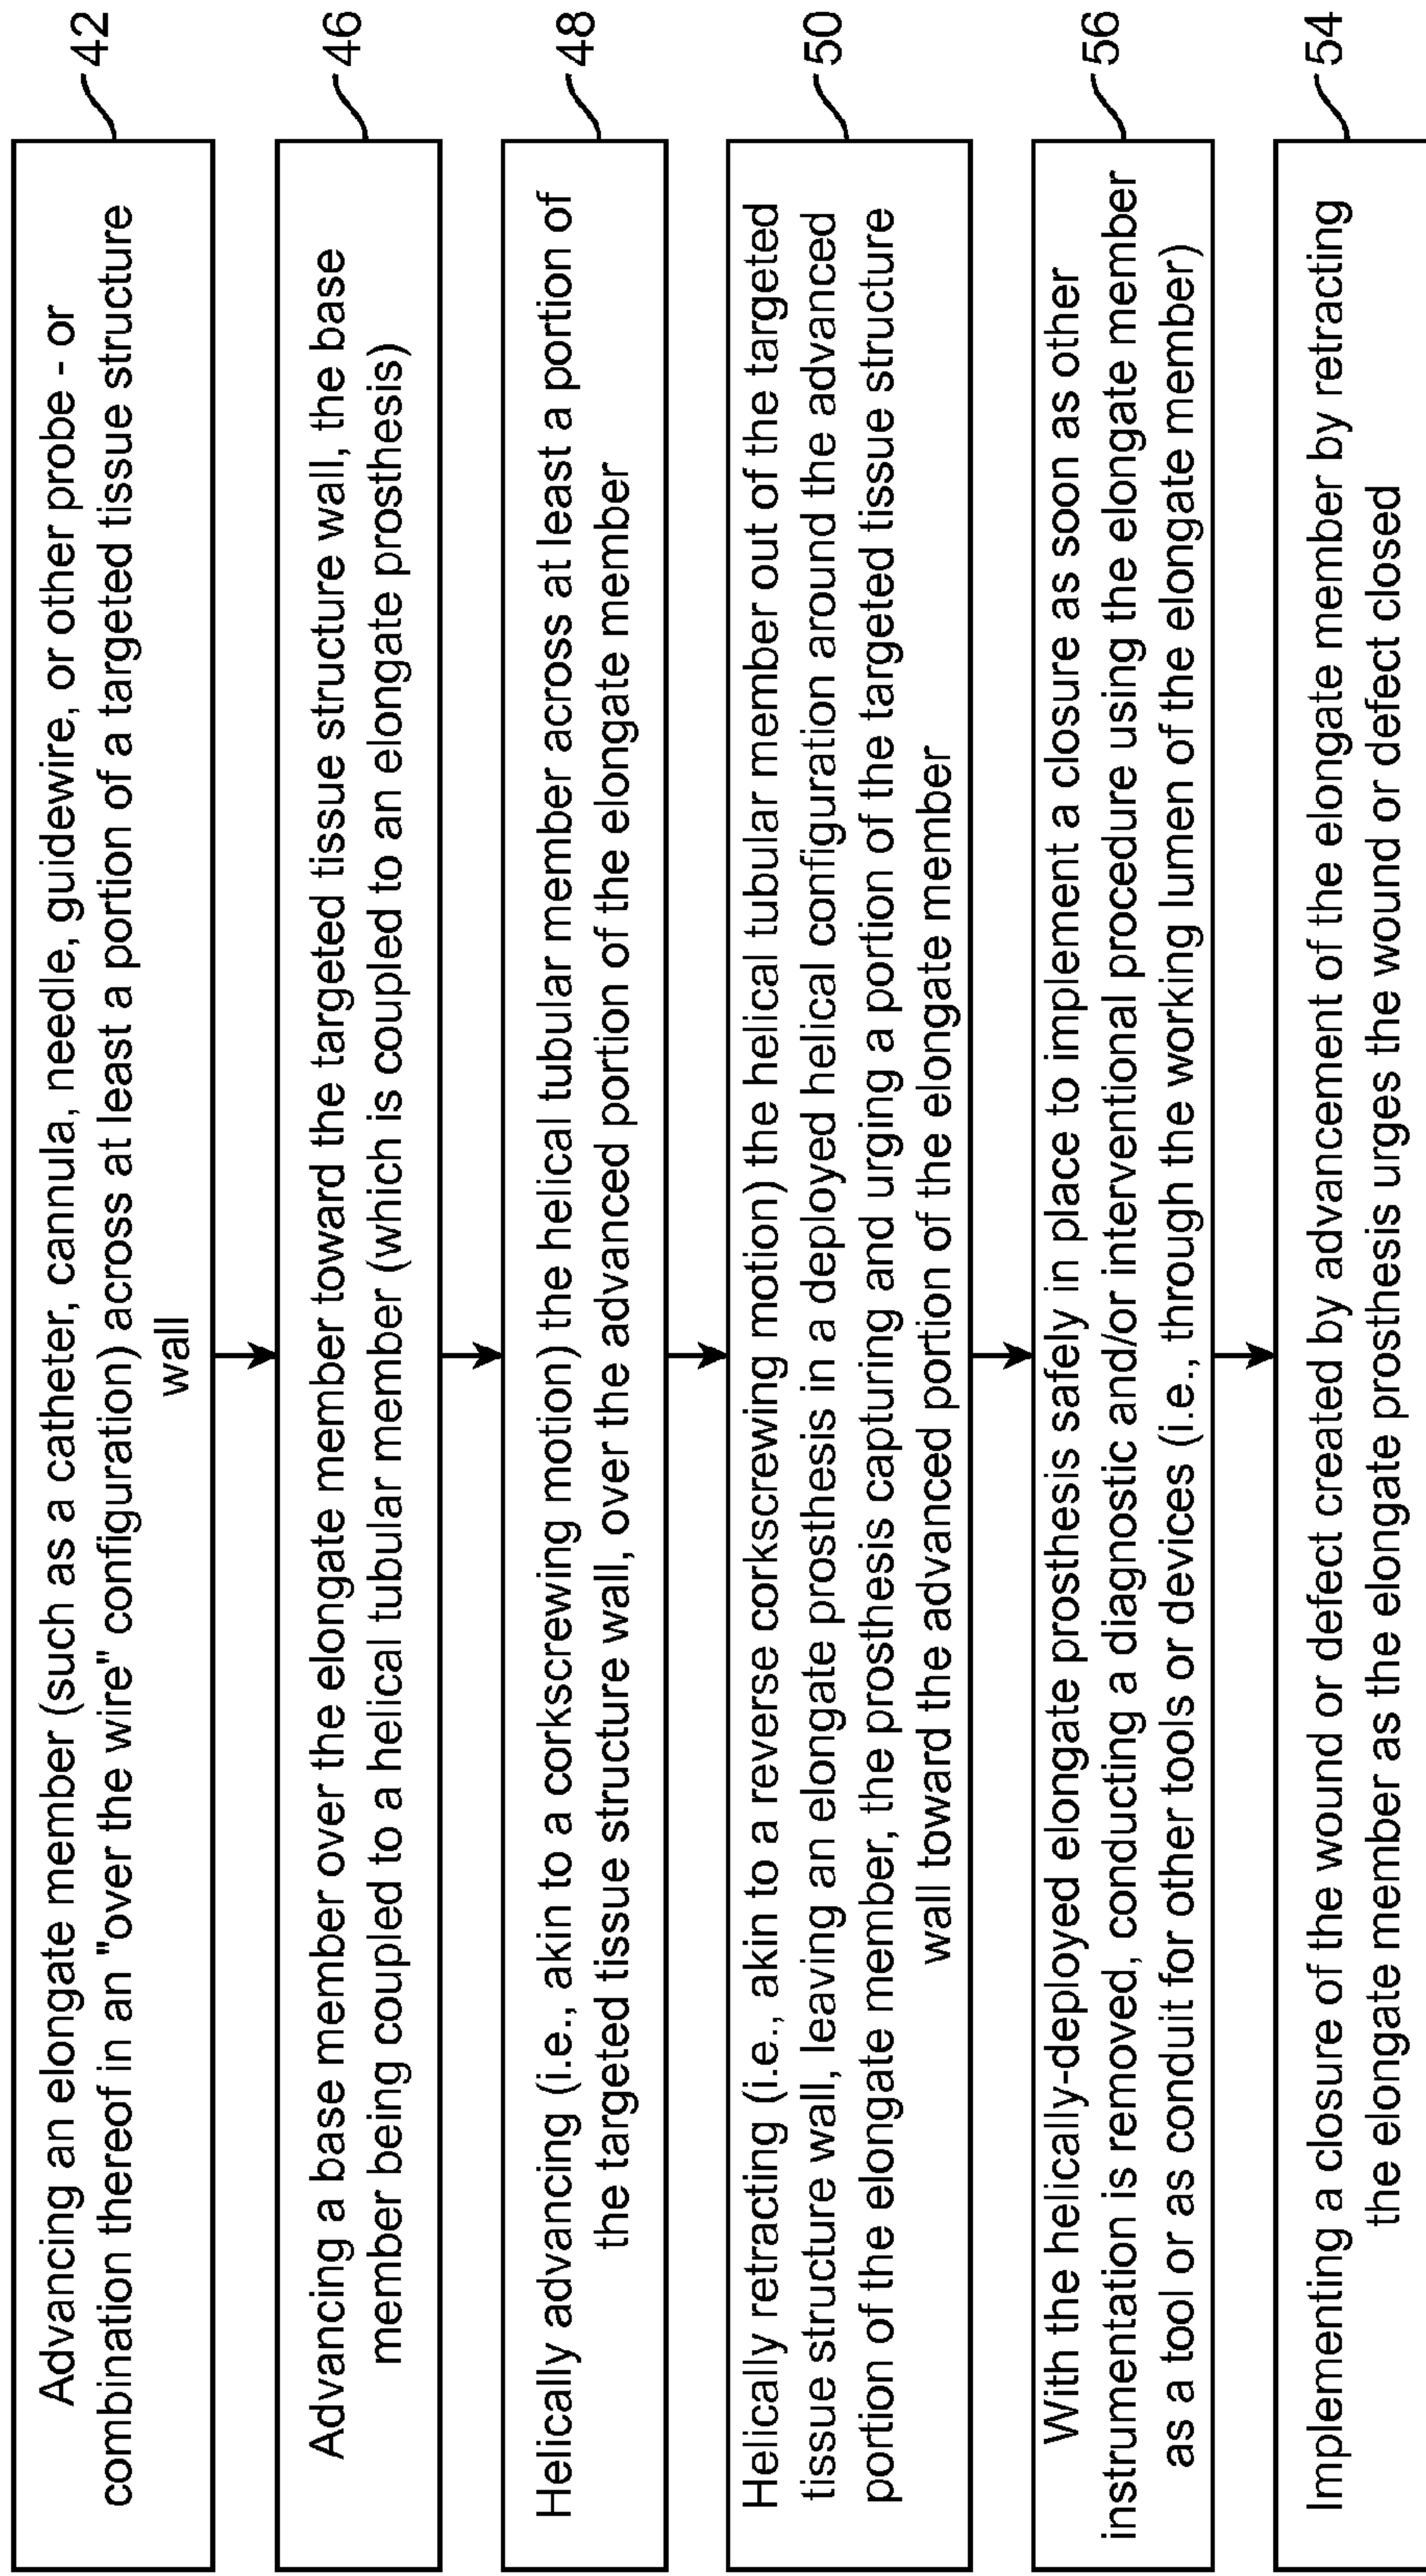 Advancing an elongate member (such as a catheter, cannula, needle, guidewire, or other probe - or
combination thereof in an "over the wire" configuration) across at least a portion of a targeted tissue structure
wall
42
Advancing a base member over the elongate member toward the targeted tissue structure wall, the base
member being coupled to a helical tubular member (which is coupled to an elongate prosthesis)
46
Helically advancing (i.e., akin to a corkscrewing motion) the helical tubular member across at least a portion of
the targeted tissue structure wall, over the advanced portion of the elongate member
48
Helically retracting (i.e., akin to a reverse corkscrewing motion) the helical tubular member out of the targeted
tissue structure wall, leaving an elongate prosthesis in a deployed helical configuration around the advanced
portion of the elongate member, the prosthesis capturing and urging a portion of the targeted tissue structure
wall toward the advanced portion of the elongate member
50
With the helically-deployed elongate prosthesis safely in place to implement a closure as soon as other
instrumentation is removed, conducting a diagnostic and/or interventional procedure using the elongate member
as a tool or as conduit for other tools or devices (i.e., through the working lumen of the elongate member)
56
Implementing a closure of the wound or defect created by advancement of the elongate member by retracting
the elongate member as the elongate prosthesis urges the wound or defect closed
54